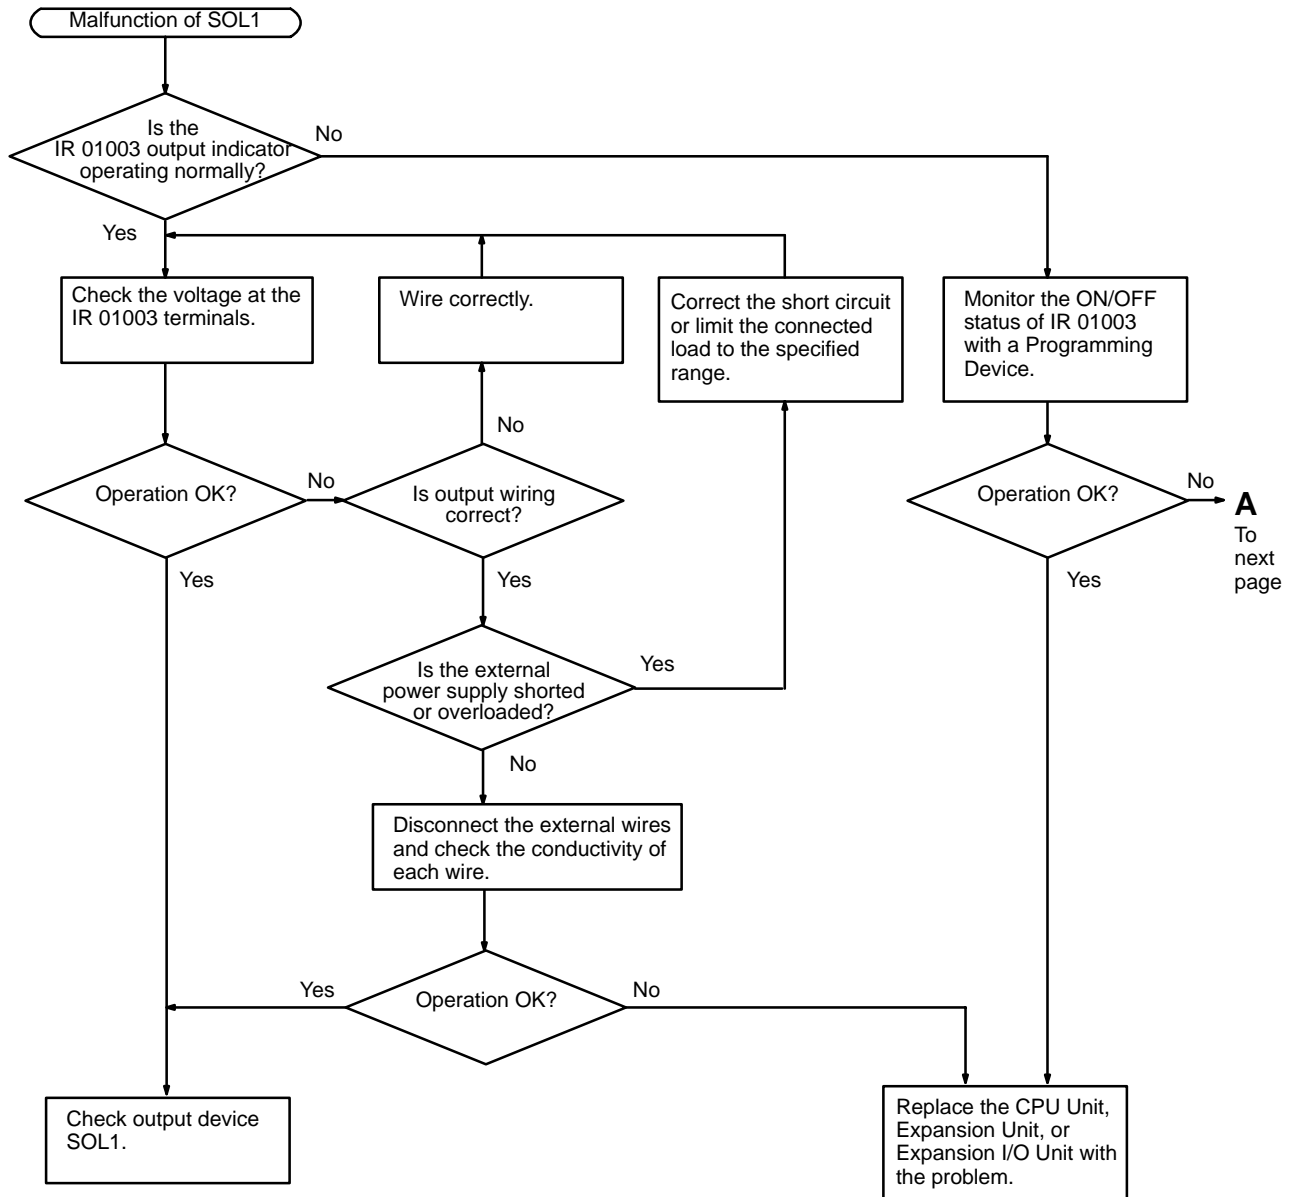 Malfunction of SOL1
Is the
IR 01003 output indicator
operating normally?
No
Yes
Check the voltage at the
IR 01003 terminals.
Wire correctly.
Correct the short circuit
or limit the connected
load to the specified
range.
Monitor the ON/OFF
status of IR 01003
with a Programming
Device.
No
Operation OK?
No
Is output wiring
correct?
Operation OK?
No
A
To
next
page
Yes
Yes
Yes
Is the external
power supply shorted
or overloaded?
Yes
No
Disconnect the external wires
and check the conductivity of
each wire.
Yes
Operation OK?
No
Check output device
SOL1.
Replace the CPU Unit,
Expansion Unit, or
Expansion I/O Unit with
the problem.